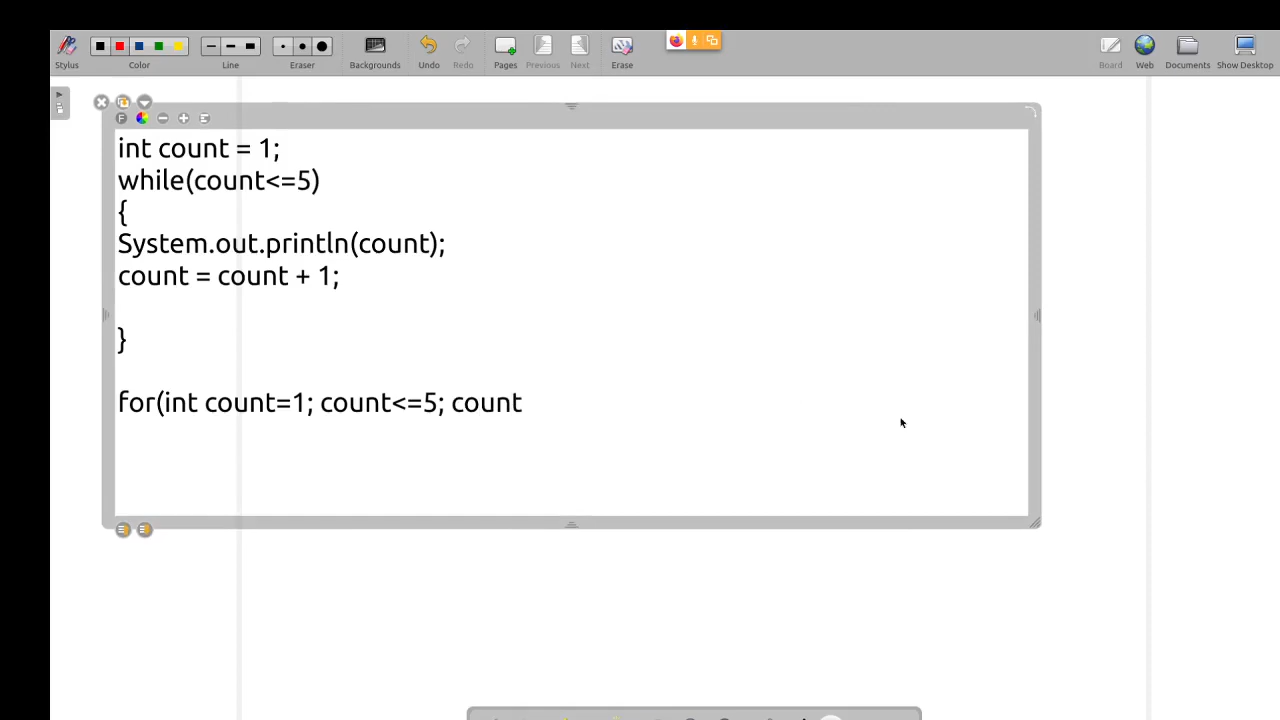 Stylus Color Line Eraser Backgrounds Undo Redo Pages Previous Next Erase Board Web Documents Show Desktop
F
int count = 1;
while(count<=5)
{
System.out.println(count);
count = count + 1;
}
for(int count=1; count<=5; count